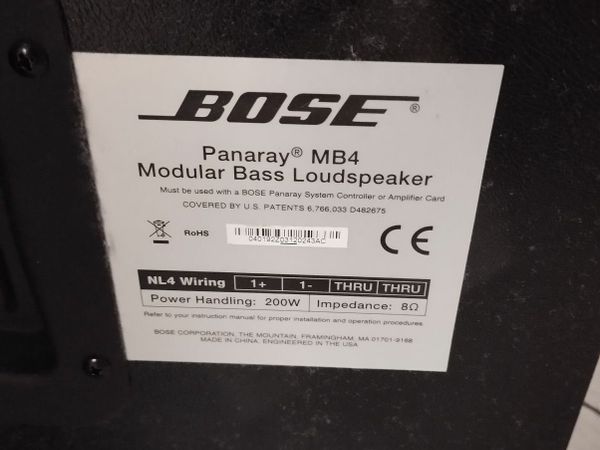 BOSE®
Panaray® MB4
Modular Bass Loudspeaker
Must be used with a BOSE Panaray System Controller or Amplifier Card
COVERED BY U.S. PATENTS 6,766,033 D482675
RoHS
040192Z03120243AC
CE
NL4 Wiring 1+ 1- THRU THRU
Power Handling: 200W Impedance: 8Ω
Refer to your instruction manual for proper installation and operation procedures.
BOSE CORPORATION, THE MOUNTAIN, FRAMINGHAM, MA 01701-9168
MADE IN CHINA, ENGINEERED IN THE USA